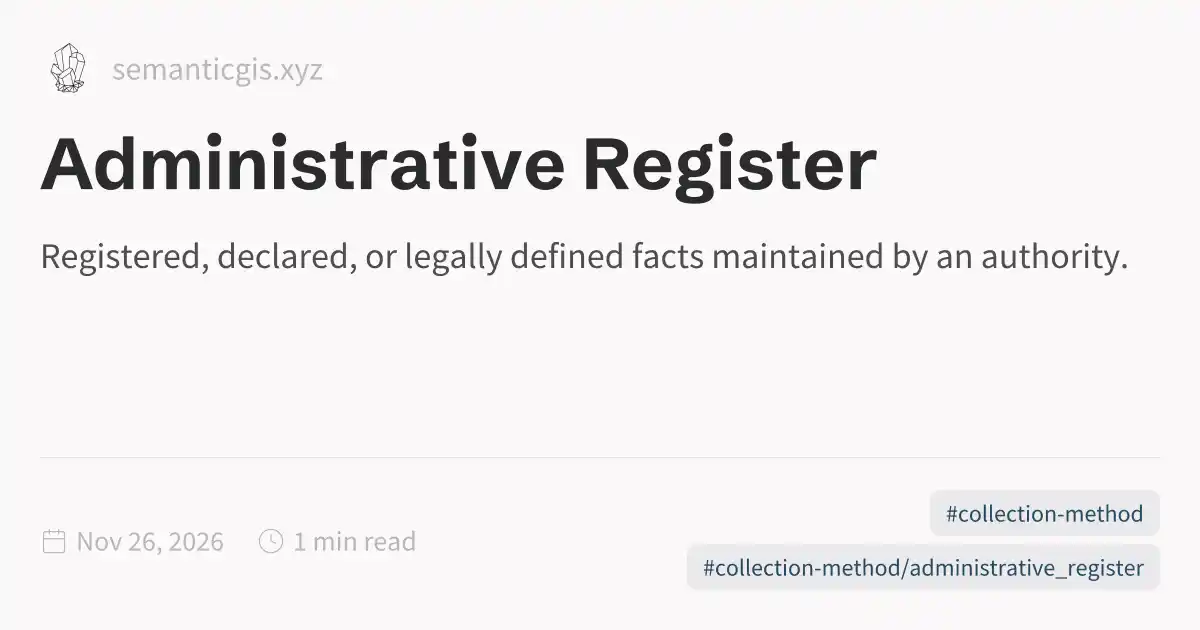 semanticgis.xyz
Administrative Register
Registered, declared, or legally defined facts maintained by an authority.
Nov 26, 2026 1 min read
#collection-method
#collection-method/administrative_register